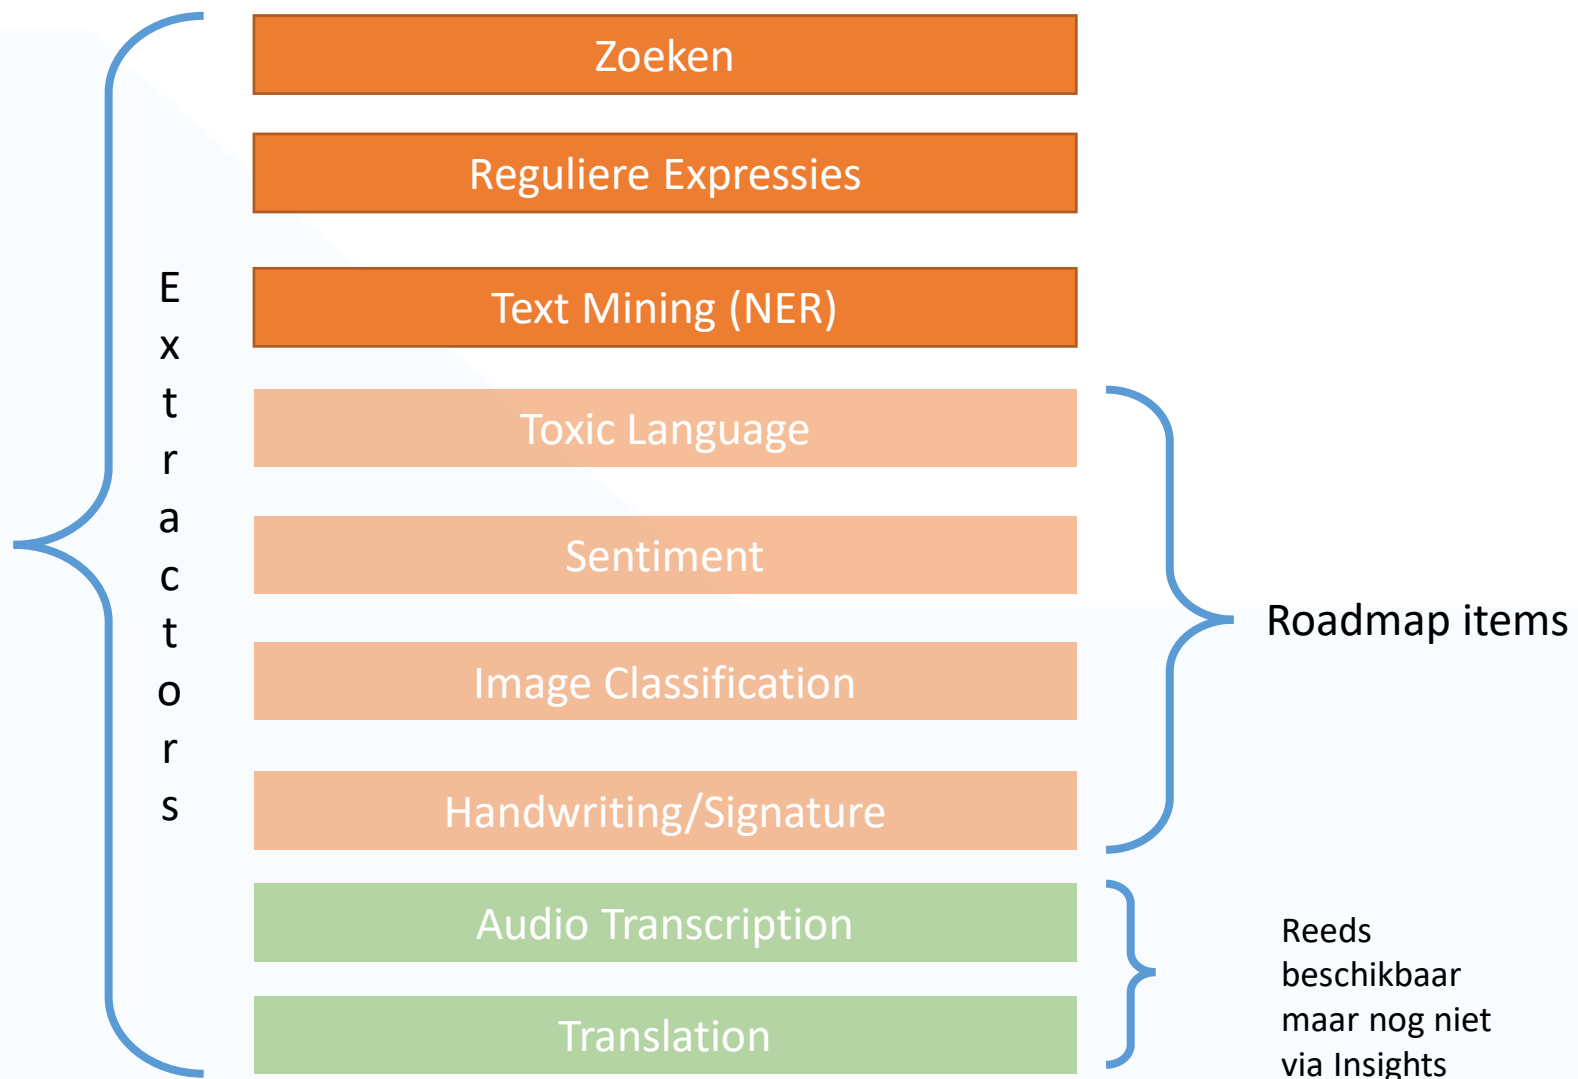 Zoeken
Reguliere Expressies
Text Mining (NER)
Toxic Language
Sentiment
Image Classification
Handwriting/Signature
Audio Transcription
Translation
Extractors
Roadmap items
Reeds
beschikbaar
maar nog niet
via Insights